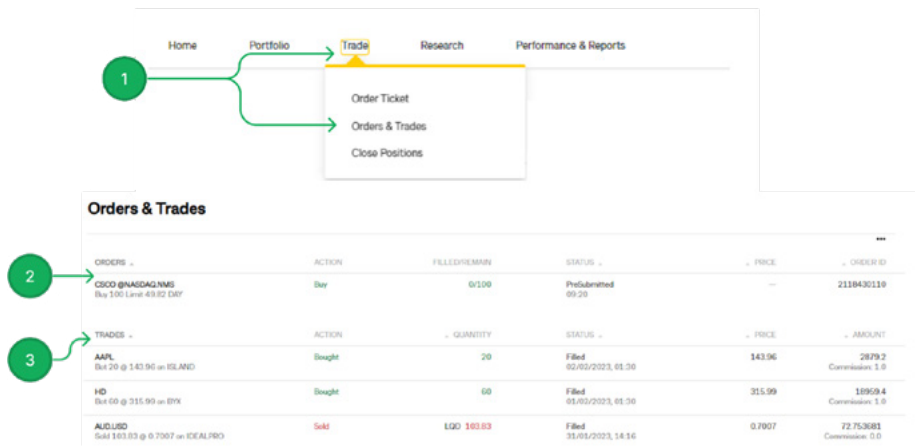 Home Portfolio Trade Research Performance & Reports
1
Order Ticket
Orders & Trades
Close Positions
Orders & Trades
ORDERS ACTION FILLED/REMAIN STATUS PRICE ORDER ID
2
CSCO @NASDAQ.NMS Buy 0/100 PreSubmitted — 2118430110
Buy 100 Limit 49.82 DAY 09:20
TRADES ACTION QUANTITY STATUS PRICE AMOUNT
3
AAPL Bought 20 Filled 143.96 2879.2
Bot 20 @ 143.96 on ISLAND 02/02/2023, 01:30 Commission: 1.0
HD Bought 60 Filled 315.99 18959.4
Bot 60 @ 315.99 on BYX 01/02/2023, 01:30 Commission: 1.0
AUD.USD Sold 103.83 Filled 0.7007 72.753681
Sold 103.83 @ 0.7007 on IDEALPRO 31/01/2023, 14:16 Commission: 0.0